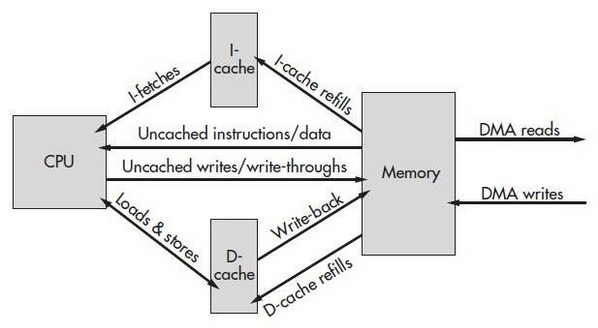 I-
cache
I-fetches
I-cache refills
Uncached instructions/data
DMA reads
CPU
Uncached writes/write-throughs
Memory
DMA writes
Loads & stores
Write-back
D-
cache
D-cache refills